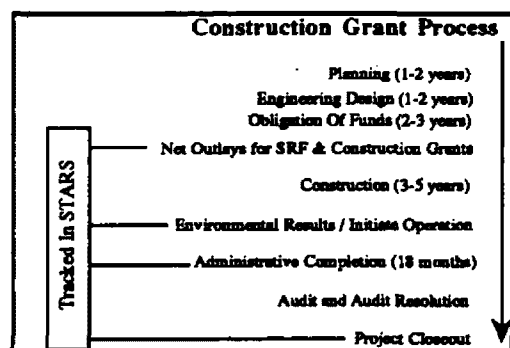 Construction Grant Process
Planning (1-2 years)
Engineering Design (1-2 years)
Obligation Of Funds (2-3 years)
Net Outlays for SRF & Construction Grants
Construction (3-5 years)
Environmental Results / Initiate Operation
Administrative Completion (18 months)
Audit and Audit Resolution
Project Closeout
Tracked In STARS